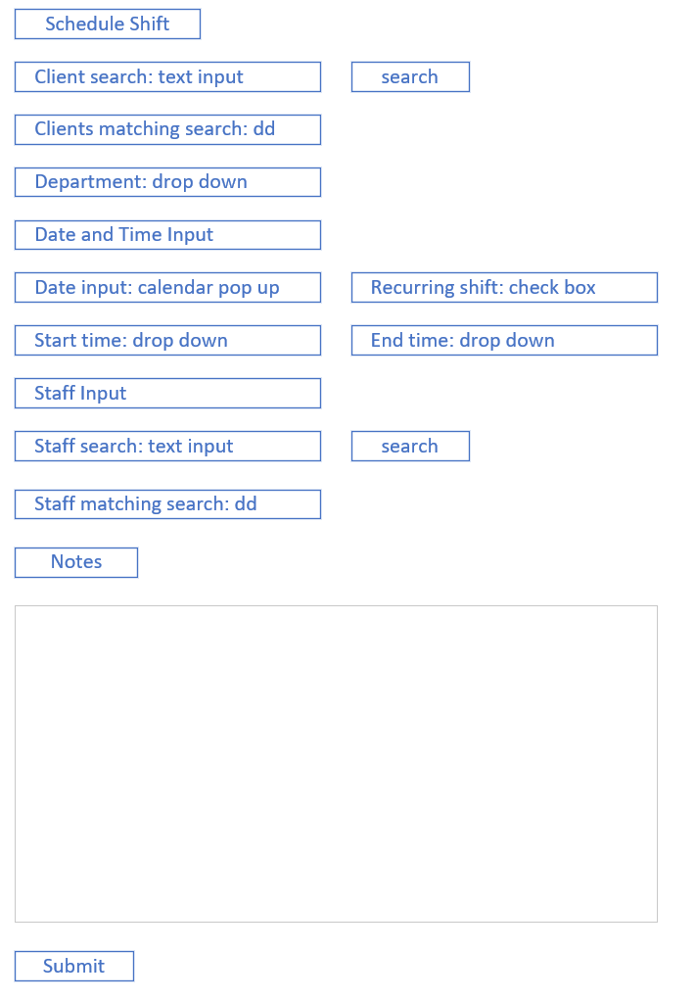 Schedule Shift
Client search: text input search
Clients matching search: dd
Department: drop down
Date and Time Input
Date input: calendar pop up Recurring shift: check box
Start time: drop down End time: drop down
Staff Input
Staff search: text input search
Staff matching search: dd
Notes
Submit